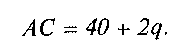 AC = 40 + 2q.